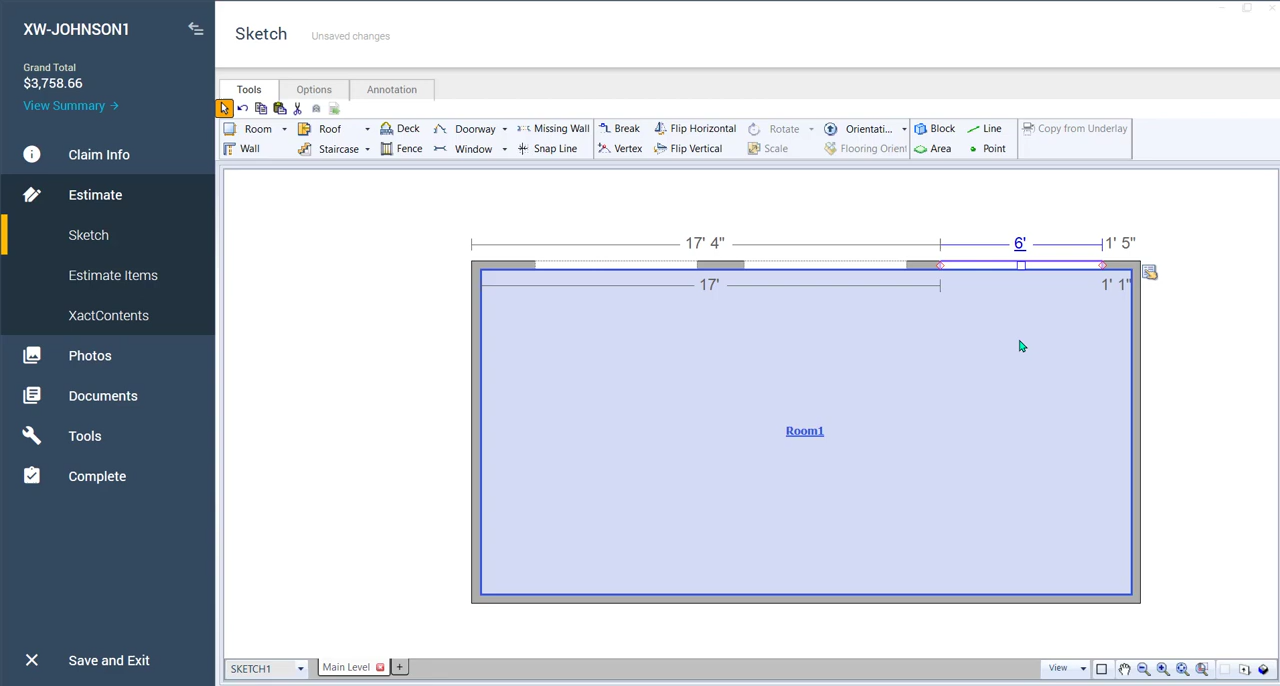 XW-JOHNSON1
Grand Total
$3,758.66
View Summary →
Claim Info
Estimate
Sketch
Estimate Items
XactContents
Photos
Documents
Tools
Complete
Save and Exit
Sketch Unsaved changes
Tools Options Annotation
Room Roof Deck Doorway Missing Wall Break Flip Horizontal Rotate Orientati... Block Line Copy from Underlay
Wall Staircase Fence Window Snap Line Vertex Flip Vertical Scale Flooring Orient Area Point
17' 4" 6' 1' 5"
17' 1' 1"
Room1
SKETCH1 Main Level + View